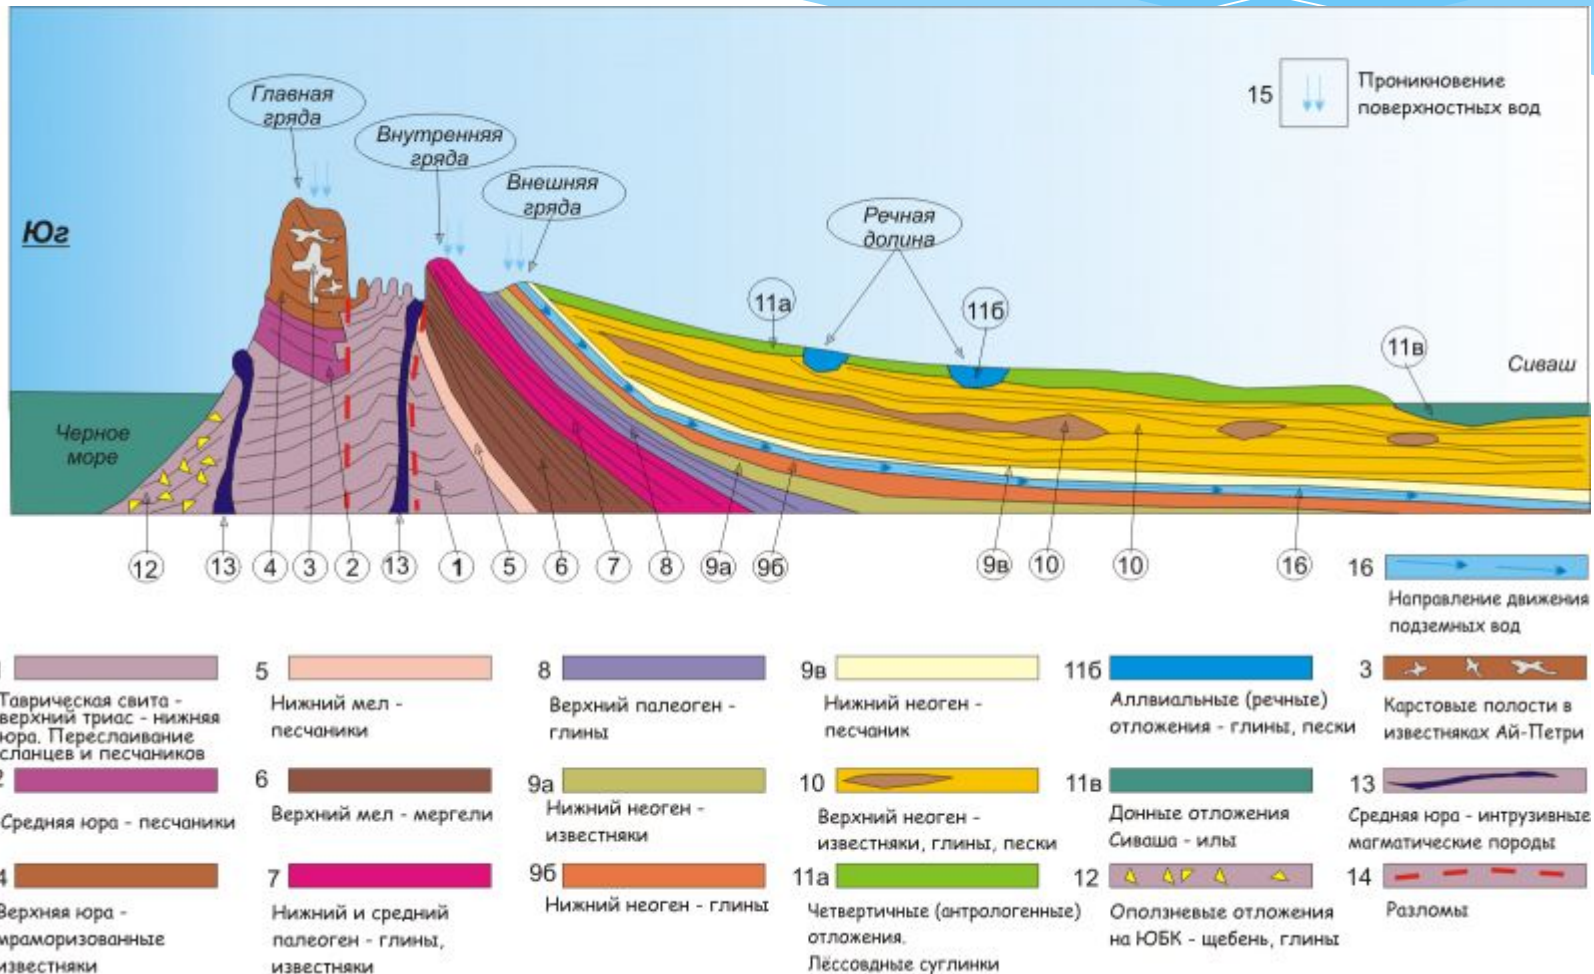 Главная
гряда
Внутренняя
гряда
Внешняя
гряда
Речная
долина
15
Проникновение
поверхностных вод
Юг
11а
11б
11в
Сиваш
Черное
море
12
13
4
3
2
13
1
5
6
7
8
9а
9б
9в
10
10
16
16
Направление движения
подземных вод
1
Таврическая свита -
верхний триас - нижняя
юра. Переслаивание
сланцев и песчаников
5
Нижний мел -
песчаники
8
Верхний палеоген -
глины
9в
Нижний неоген -
песчаник
11б
Аллвиальные (речные)
отложения - глины, пески
3
Карстовые полости в
известняках Ай-Петри
2
Средняя юра - песчаники
6
Верхний мел - мергели
9а
Нижний неоген -
известняки
10
Верхний неоген -
известняки, глины, пески
11в
Донные отложения
Сиваша - илы
13
Средняя юра - интрузивные
магматические породы
4
Верхняя юра -
мраморизованные
известняки
7
Нижний и средний
палеоген - глины,
известняки
9б
Нижний неоген - глины
11а
Четвертичные (антрологенные)
отложения.
Лёссовдные суглинки
12
Оползневые отложения
на ЮБК - щебень, глины
14
Разломы